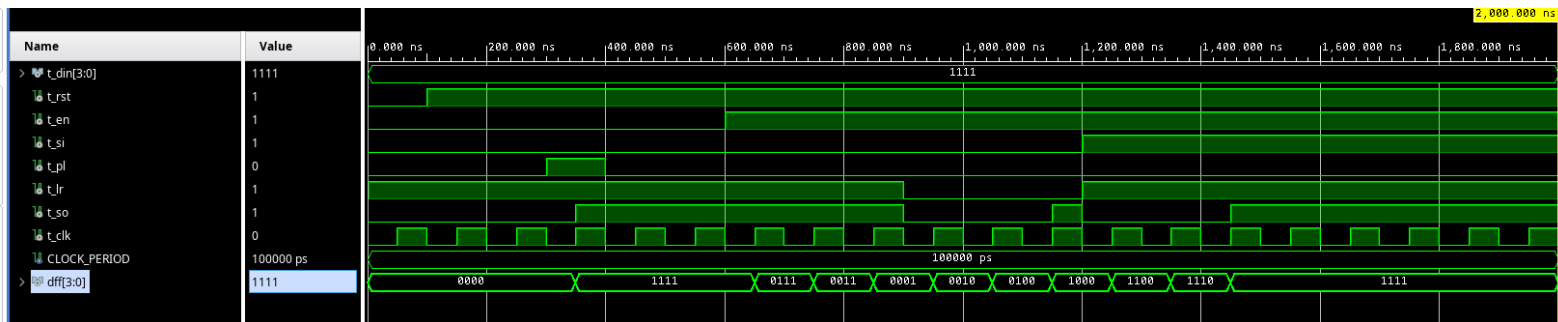 2,000.000 ns
Name Value 0.000 ns 200.000 ns 400.000 ns 600.000 ns 800.000 ns 1,000.000 ns 1,200.000 ns 1,400.000 ns 1,600.000 ns 1,800.000 ns
t_din[3:0] 1111 1111
t_rst 1
t_en 1
t_si 1
t_pl 0
t_lr 1
t_so 1
t_clk 0
CLOCK_PERIOD 100000 ps 100000 ps
dff[3:0] 1111 0000 1111 0111 0011 0001 0010 0100 1000 1100 1110 1111